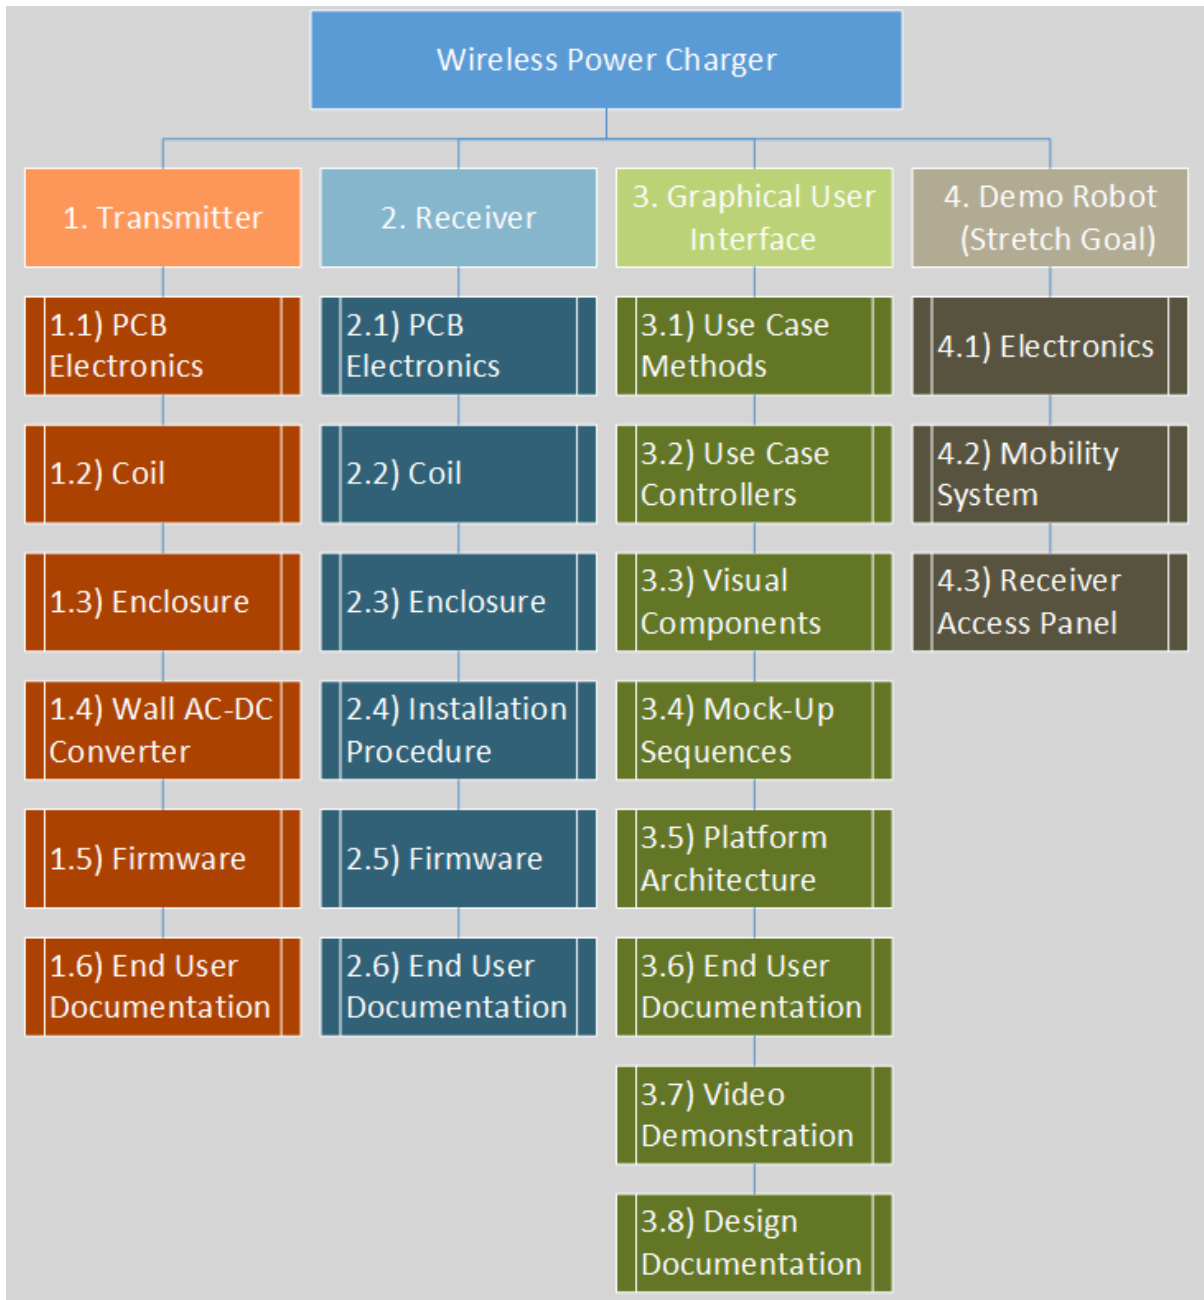 Wireless Power Charger
1. Transmitter
2. Receiver
3. Graphical User
Interface
4. Demo Robot
(Stretch Goal)
1.1) PCB
Electronics
1.2) Coil
1.3) Enclosure
1.4) Wall AC-DC
Converter
1.5) Firmware
1.6) End User
Documentation
2.1) PCB
Electronics
2.2) Coil
2.3) Enclosure
2.4) Installation
Procedure
2.5) Firmware
2.6) End User
Documentation
3.1) Use Case
Methods
3.2) Use Case
Controllers
3.3) Visual
Components
3.4) Mock-Up
Sequences
3.5) Platform
Architecture
3.6) End User
Documentation
3.7) Video
Demonstration
3.8) Design
Documentation
4.1) Electronics
4.2) Mobility
System
4.3) Receiver
Access Panel